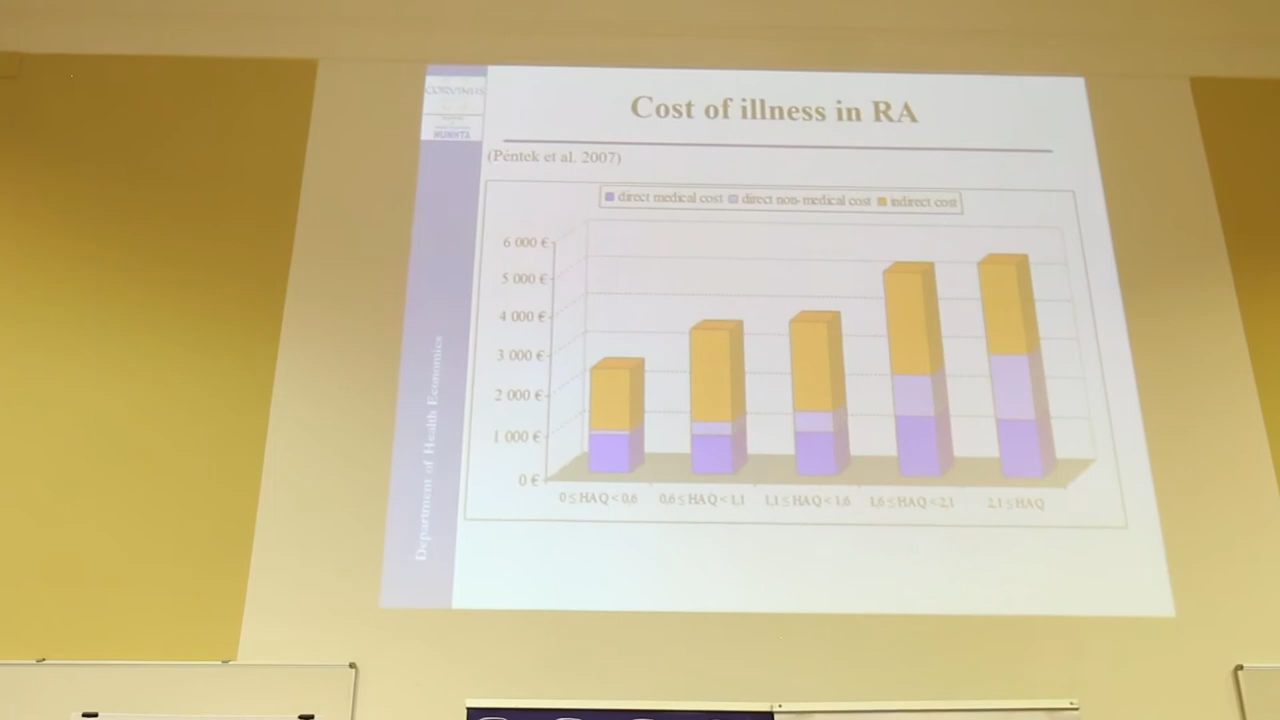 CORVINUS
Cost of illness in RA
(Péntek et al. 2007)
direct medical cost direct non-medical cost indirect cost
6 000 €
5 000 €
4 000 €
3 000 €
2 000 €
1 000 €
0 €
0 ≤ HAQ < 0,6 0,6 ≤ HAQ < 1,1 1,1 ≤ HAQ < 1,6 1,6 ≤ HAQ < 2,1 2,1 ≤ HAQ
Department of Health Economics